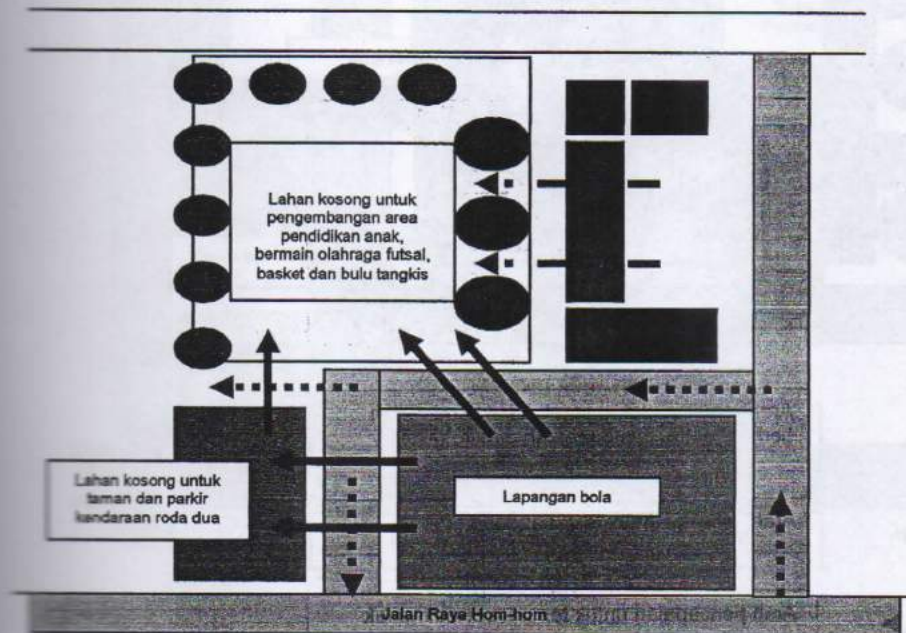 Lahan kosong untuk
pengembangan area
pendidikan anak,
bermain olahraga futsal,
basket dan bulu tangkis
Lahan kosong untuk
taman dan parkir
kendaraan roda dua
Lapangan bola
Jalan Raya Hom-hom